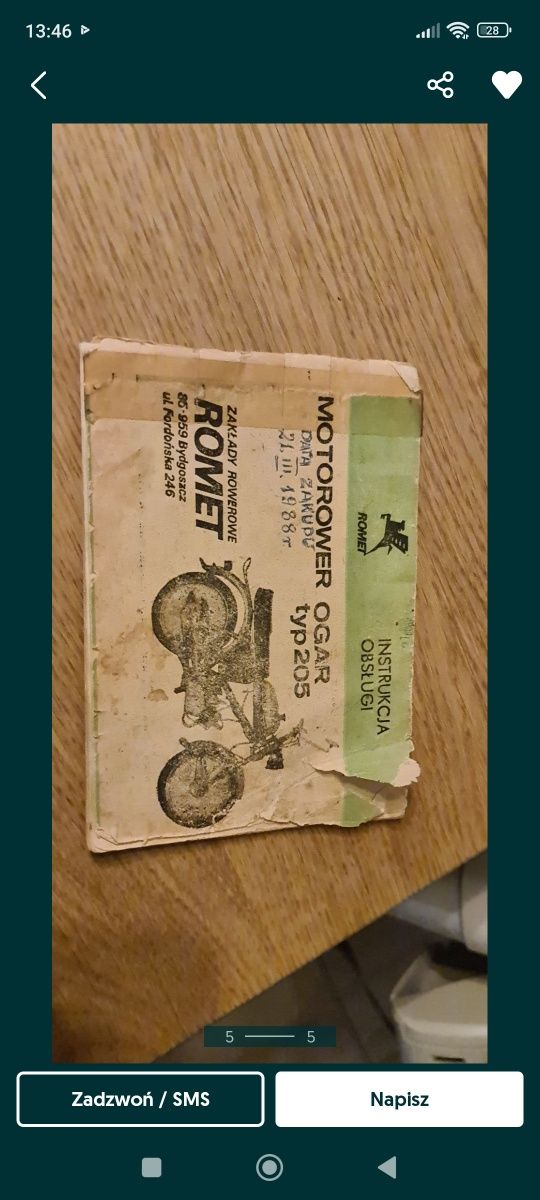 13:46
28
INSTRUKCJA
OBSŁUGI
ROMET
MOTOROWER OGAR
typ 205
DATA ZAKUPU
21.III.1988r
ZAKŁADY ROWEROWE
ROMET
85-959 Bydgoszcz
ul. Fordońska 246
5 5
Zadzwoń / SMS
Napisz